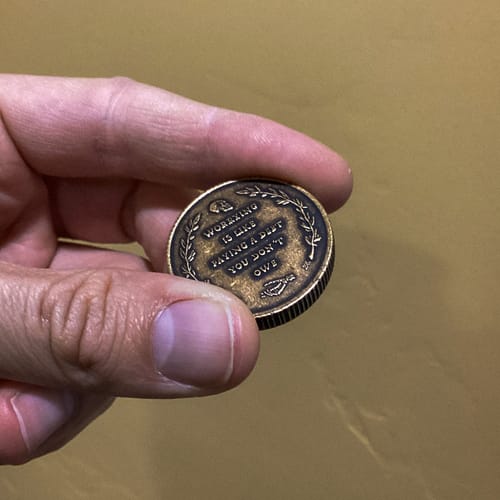 WORRYING
IS LIKE
PAYING A DEBT
YOU DON'T
OWE